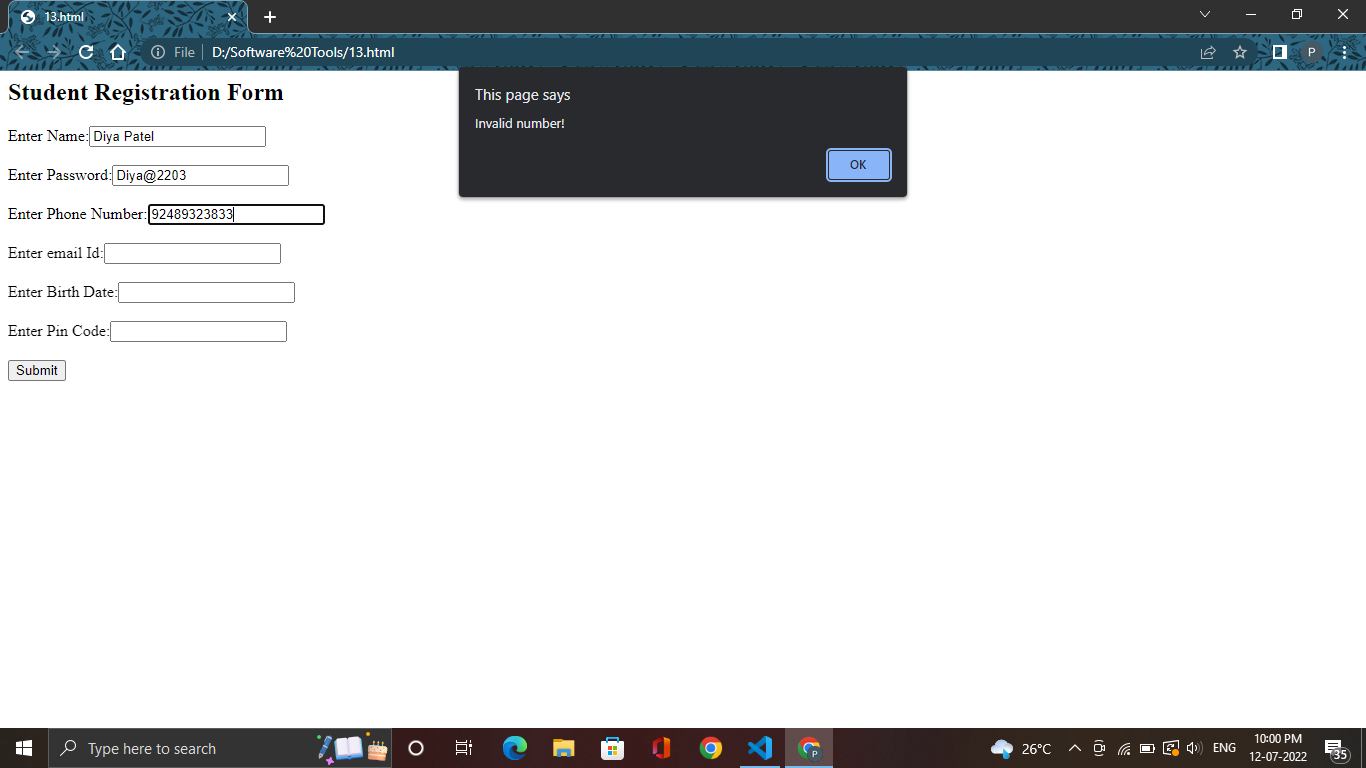 13.html
File D:/Software%20Tools/13.html
P
This page says
Invalid number!
OK
Student Registration Form
Enter Name: Diya Patel
Enter Password: Diya@2203
Enter Phone Number: 92489323833
Enter email Id:
Enter Birth Date:
Enter Pin Code:
Submit
Type here to search
P
26°C
ENG
10:00 PM
12-07-2022
35